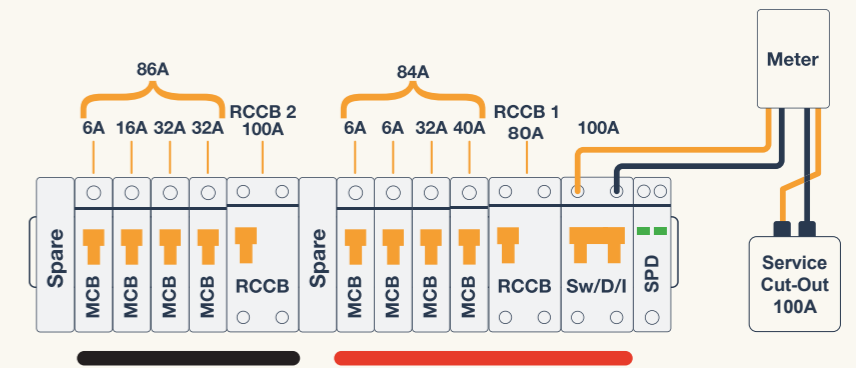 86A
84A
RCCB 2
100A
RCCB 1
80A
6A 16A 32A 32A
6A 6A 32A 40A
100A
Meter
Spare
MCB
MCB
MCB
MCB
RCCB
Spare
MCB
MCB
MCB
MCB
RCCB
Sw/D/I
SPD
Service
Cut-Out
100A